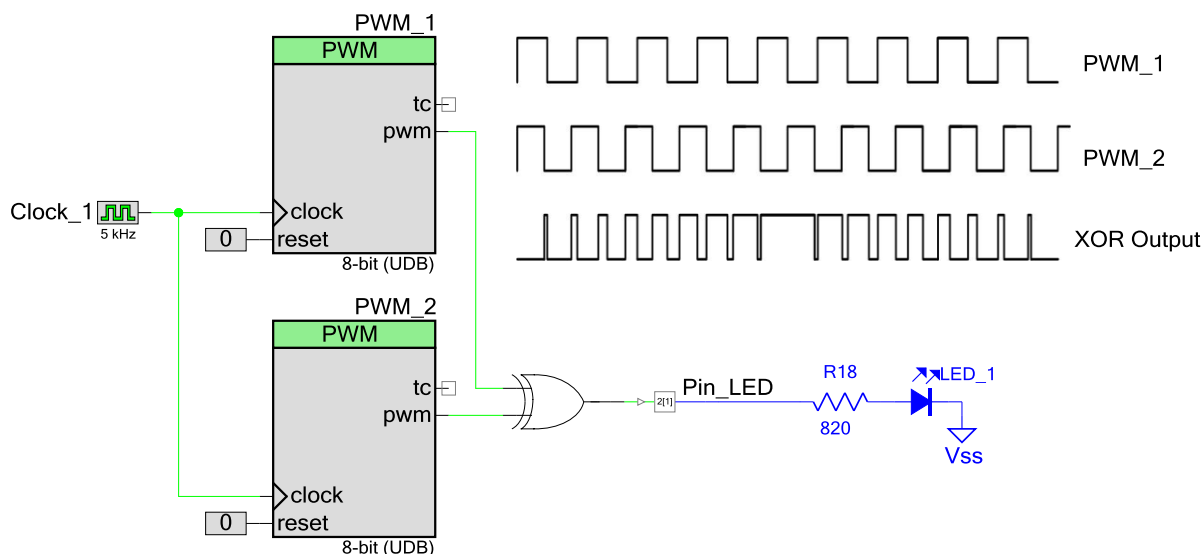 PWM_1
PWM
tc
pwm
Clock_1
5 kHz
clock
0
reset
8-bit (UDB)
PWM_2
PWM
tc
pwm
clock
0
reset
8-bit (UDB)
PWM_1
PWM_2
XOR Output
2[1]
Pin_LED
R18
820
LED_1
Vss